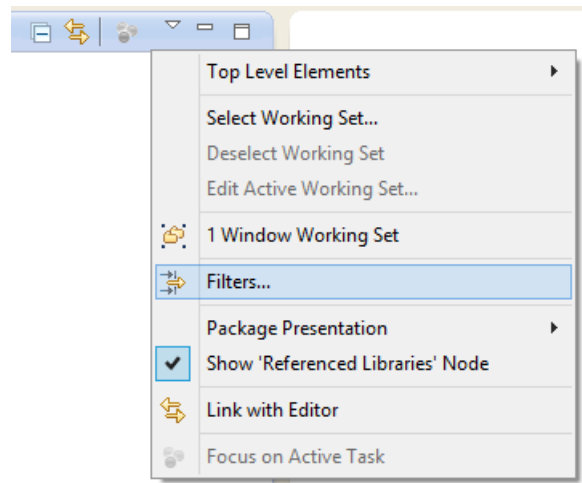 Top Level Elements
Select Working Set...
Deselect Working Set
Edit Active Working Set...
1 Window Working Set
Filters...
Package Presentation
Show 'Referenced Libraries' Node
Link with Editor
Focus on Active Task